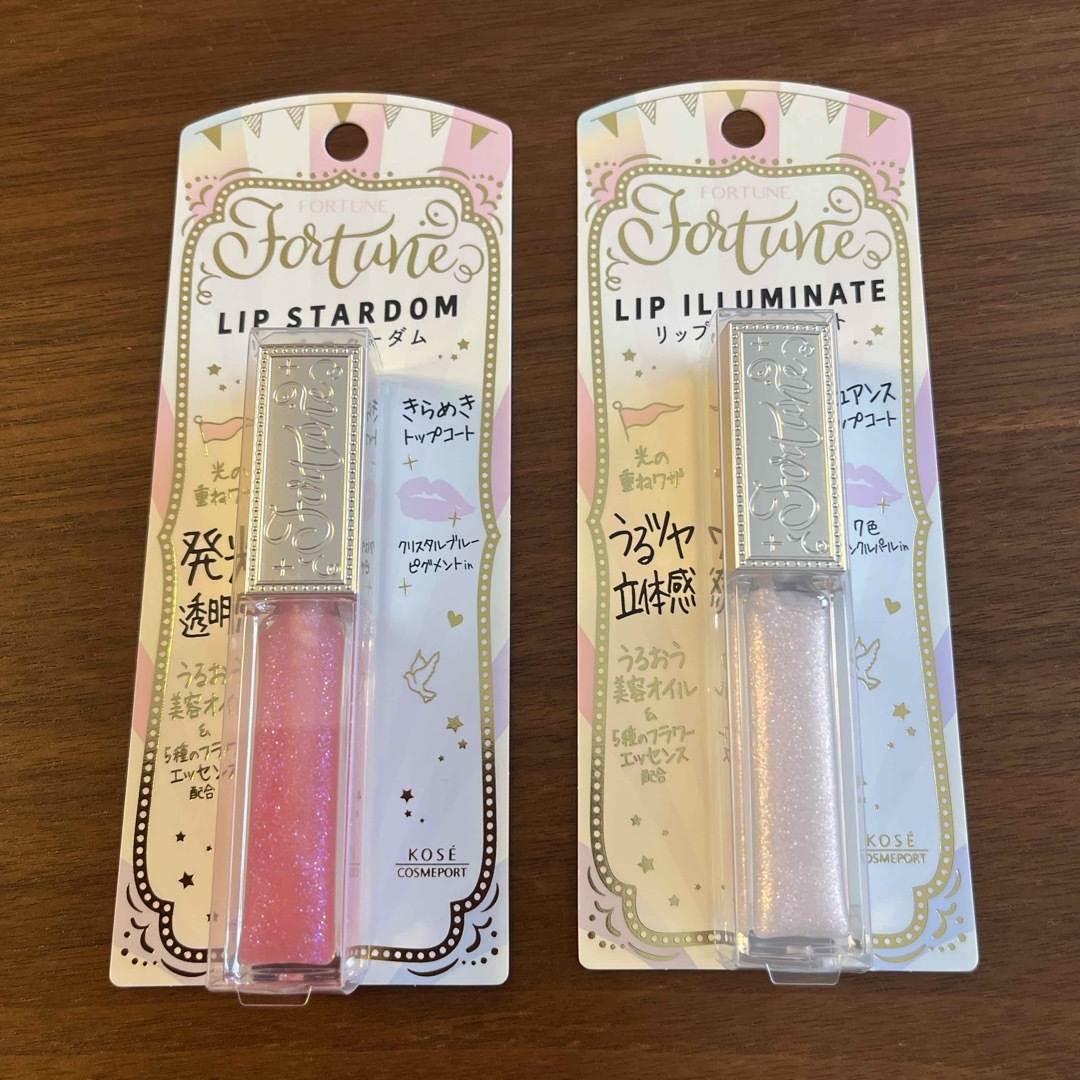 FORTUNE
Fortune
LIP STARDOM
ーダム
Fortune
きらめき
トップコート
光の
重ねワザ
発光
透明
クリスタルブルー
ピグメントin
うるおう
美容オイル
&
5種のフラワー
エッセンス
配合
KOSÉ
COSMEPORT
FORTUNE
Fortune
LIP ILLUMINATE
リップ
ト
Fortune
ュアンス
ップコート
光の
重ねワザ
うるツヤ
立体感
7色
ンクルパールin
うるおう
美容オイル
&
5種のフラワー
エッセンス
配合
KOSÉ
COSMEPORT